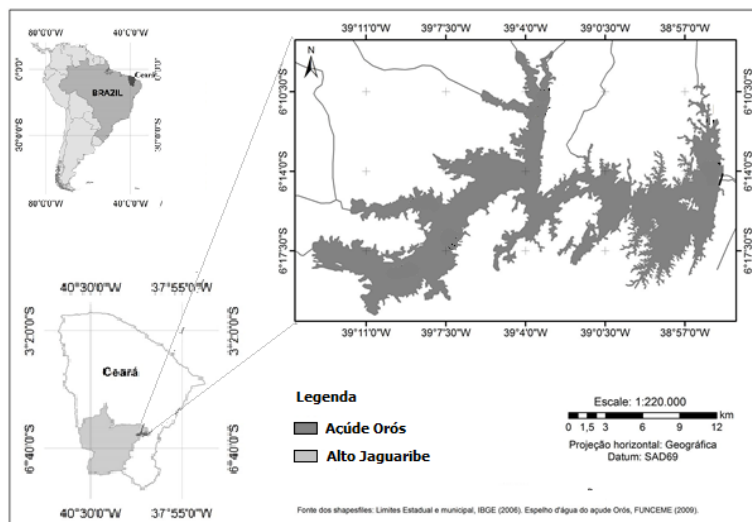 80°0'0"W 40°0'0"W
0°0'0"
30°0'0"S
Ceará
BRAZIL
0°0'0"
30°0'0"S
80°0'0"W 40°0'0"W
39°11'0"W 39°7'30"W 39°4'0"W 39°0'30"W 38°57'0"W
N
6°10'30"S
6°14'0"S
6°17'30"S
6°10'30"S
6°14'0"S
6°17'30"S
39°11'0"W 39°7'30"W 39°4'0"W 39°0'30"W 38°57'0"W
40°30'0"W 37°55'0"W
3°20'0"S
6°40'0"S
Ceará
3°20'0"S
6°40'0"S
40°30'0"W 37°55'0"W
Legenda
Açúde Orós
Alto Jaguaribe
Escale: 1:220.000
km
0 1,5 3 6 9 12
Projeção horizontal: Geográfica
Datum: SAD69
Fonte dos shapesfiles: Limites Estadual e municipal, IBGE (2006). Espelho d'água do açude Orós, FUNCEME (2009).